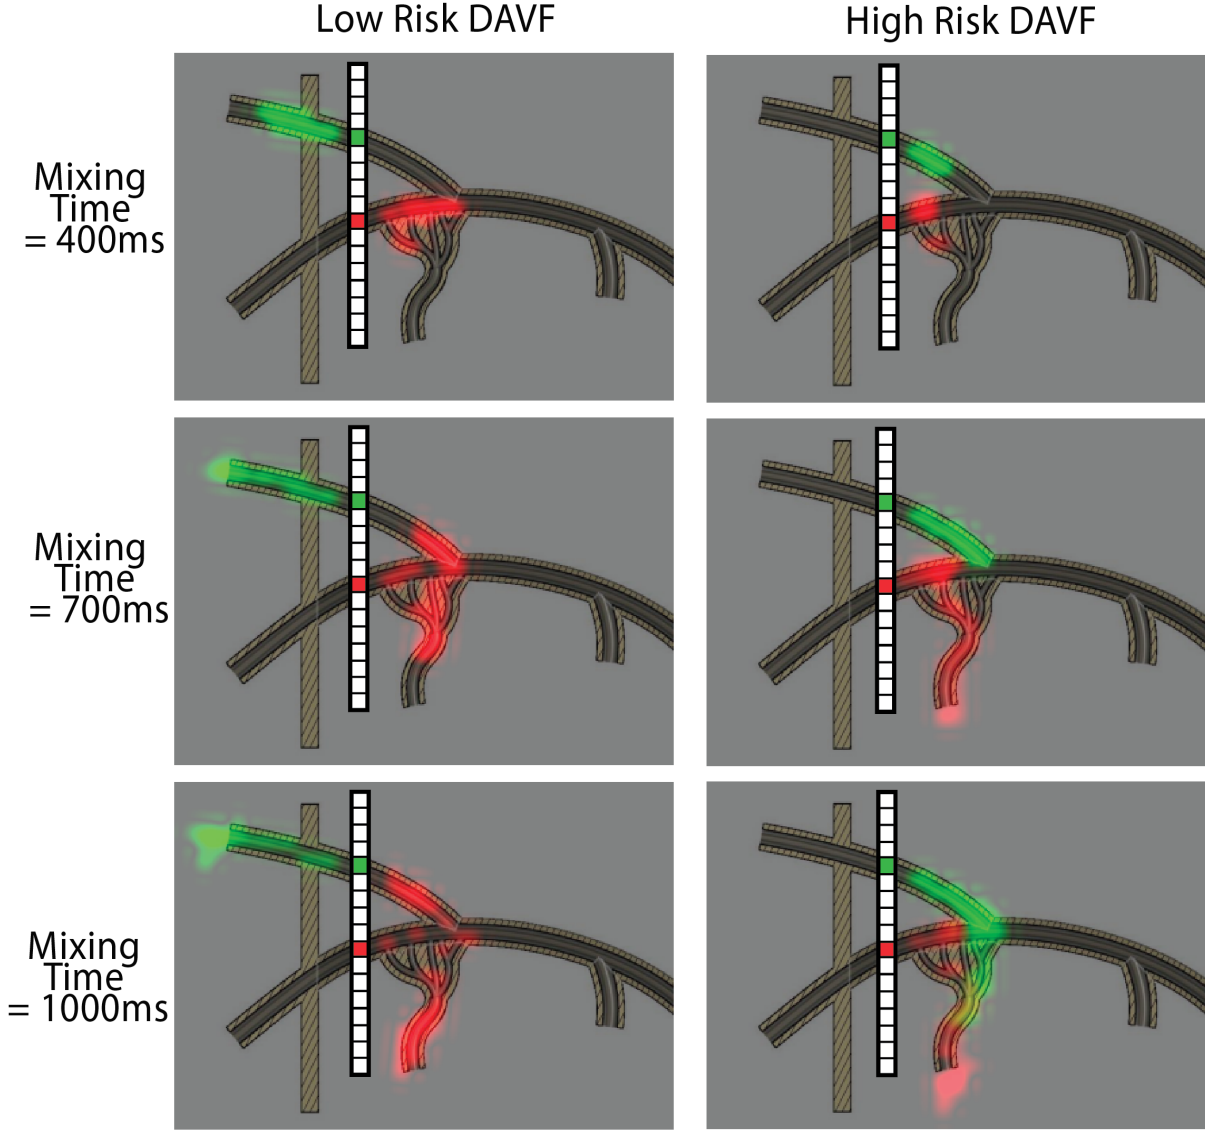 Low Risk DAVF
High Risk DAVF
Mixing
Time
= 400ms
Mixing
Time
= 700ms
Mixing
Time
= 1000ms